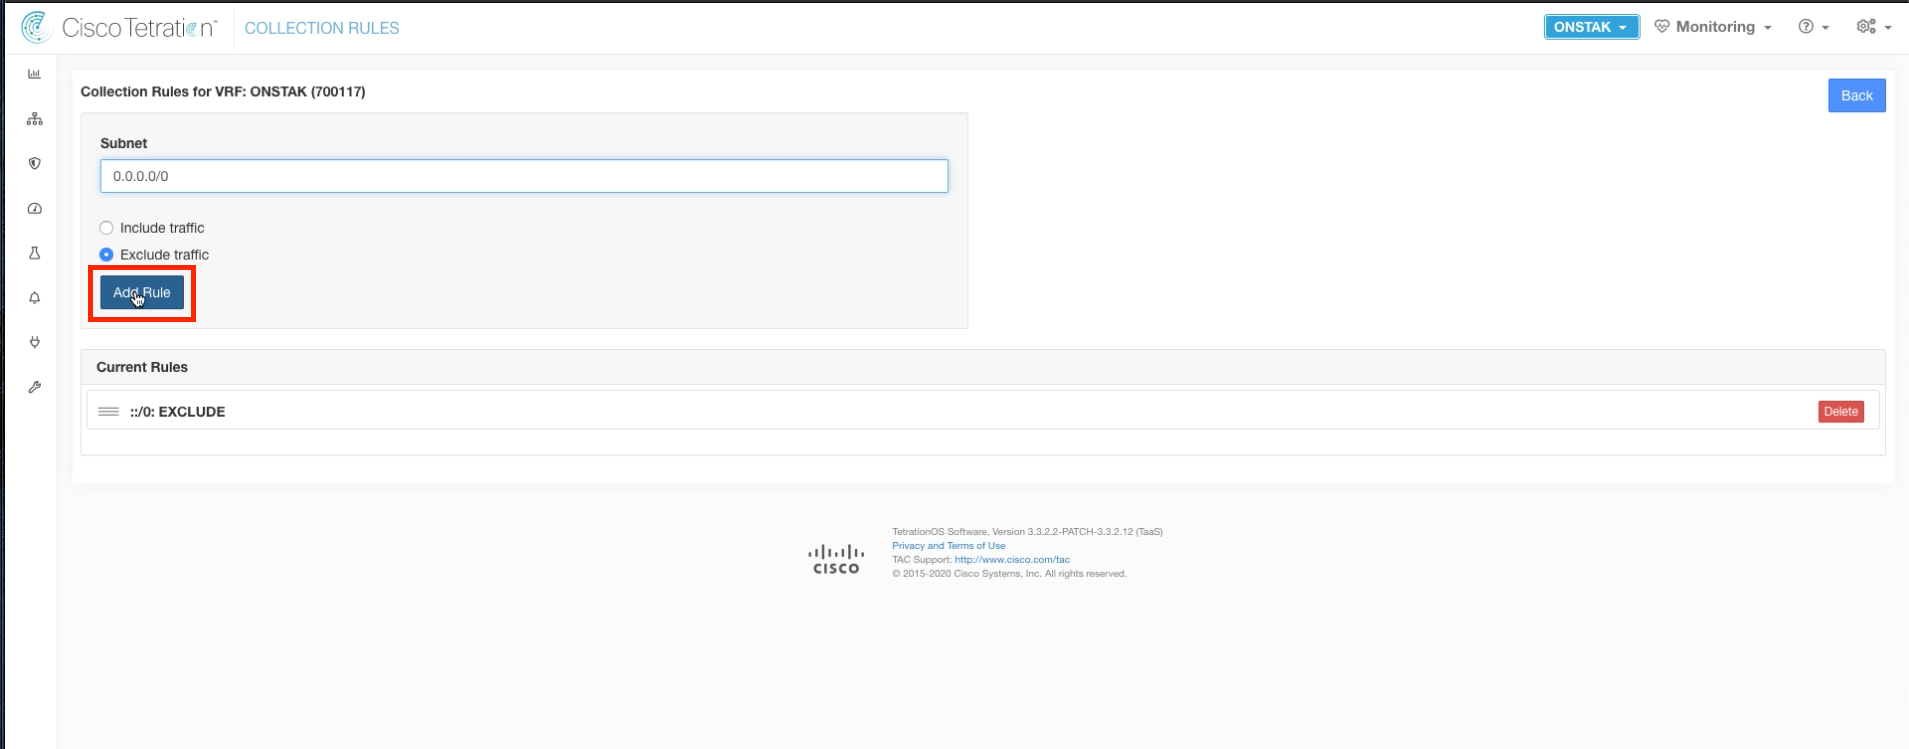 Cisco Tetration™
COLLECTION RULES
ONSTAK
Monitoring
Collection Rules for VRF: ONSTAK (700117)
Back
Subnet
0.0.0.0/0
Include traffic
Exclude traffic
Add Rule
Current Rules
::/0: EXCLUDE
Delete
TetrationOS Software, Version 3.3.2.2-PATCH-3.3.2.12 (TaaS)
Privacy and Terms of Use
TAC Support: http://www.cisco.com/tac
© 2015-2020 Cisco Systems, Inc. All rights reserved.
CISCO